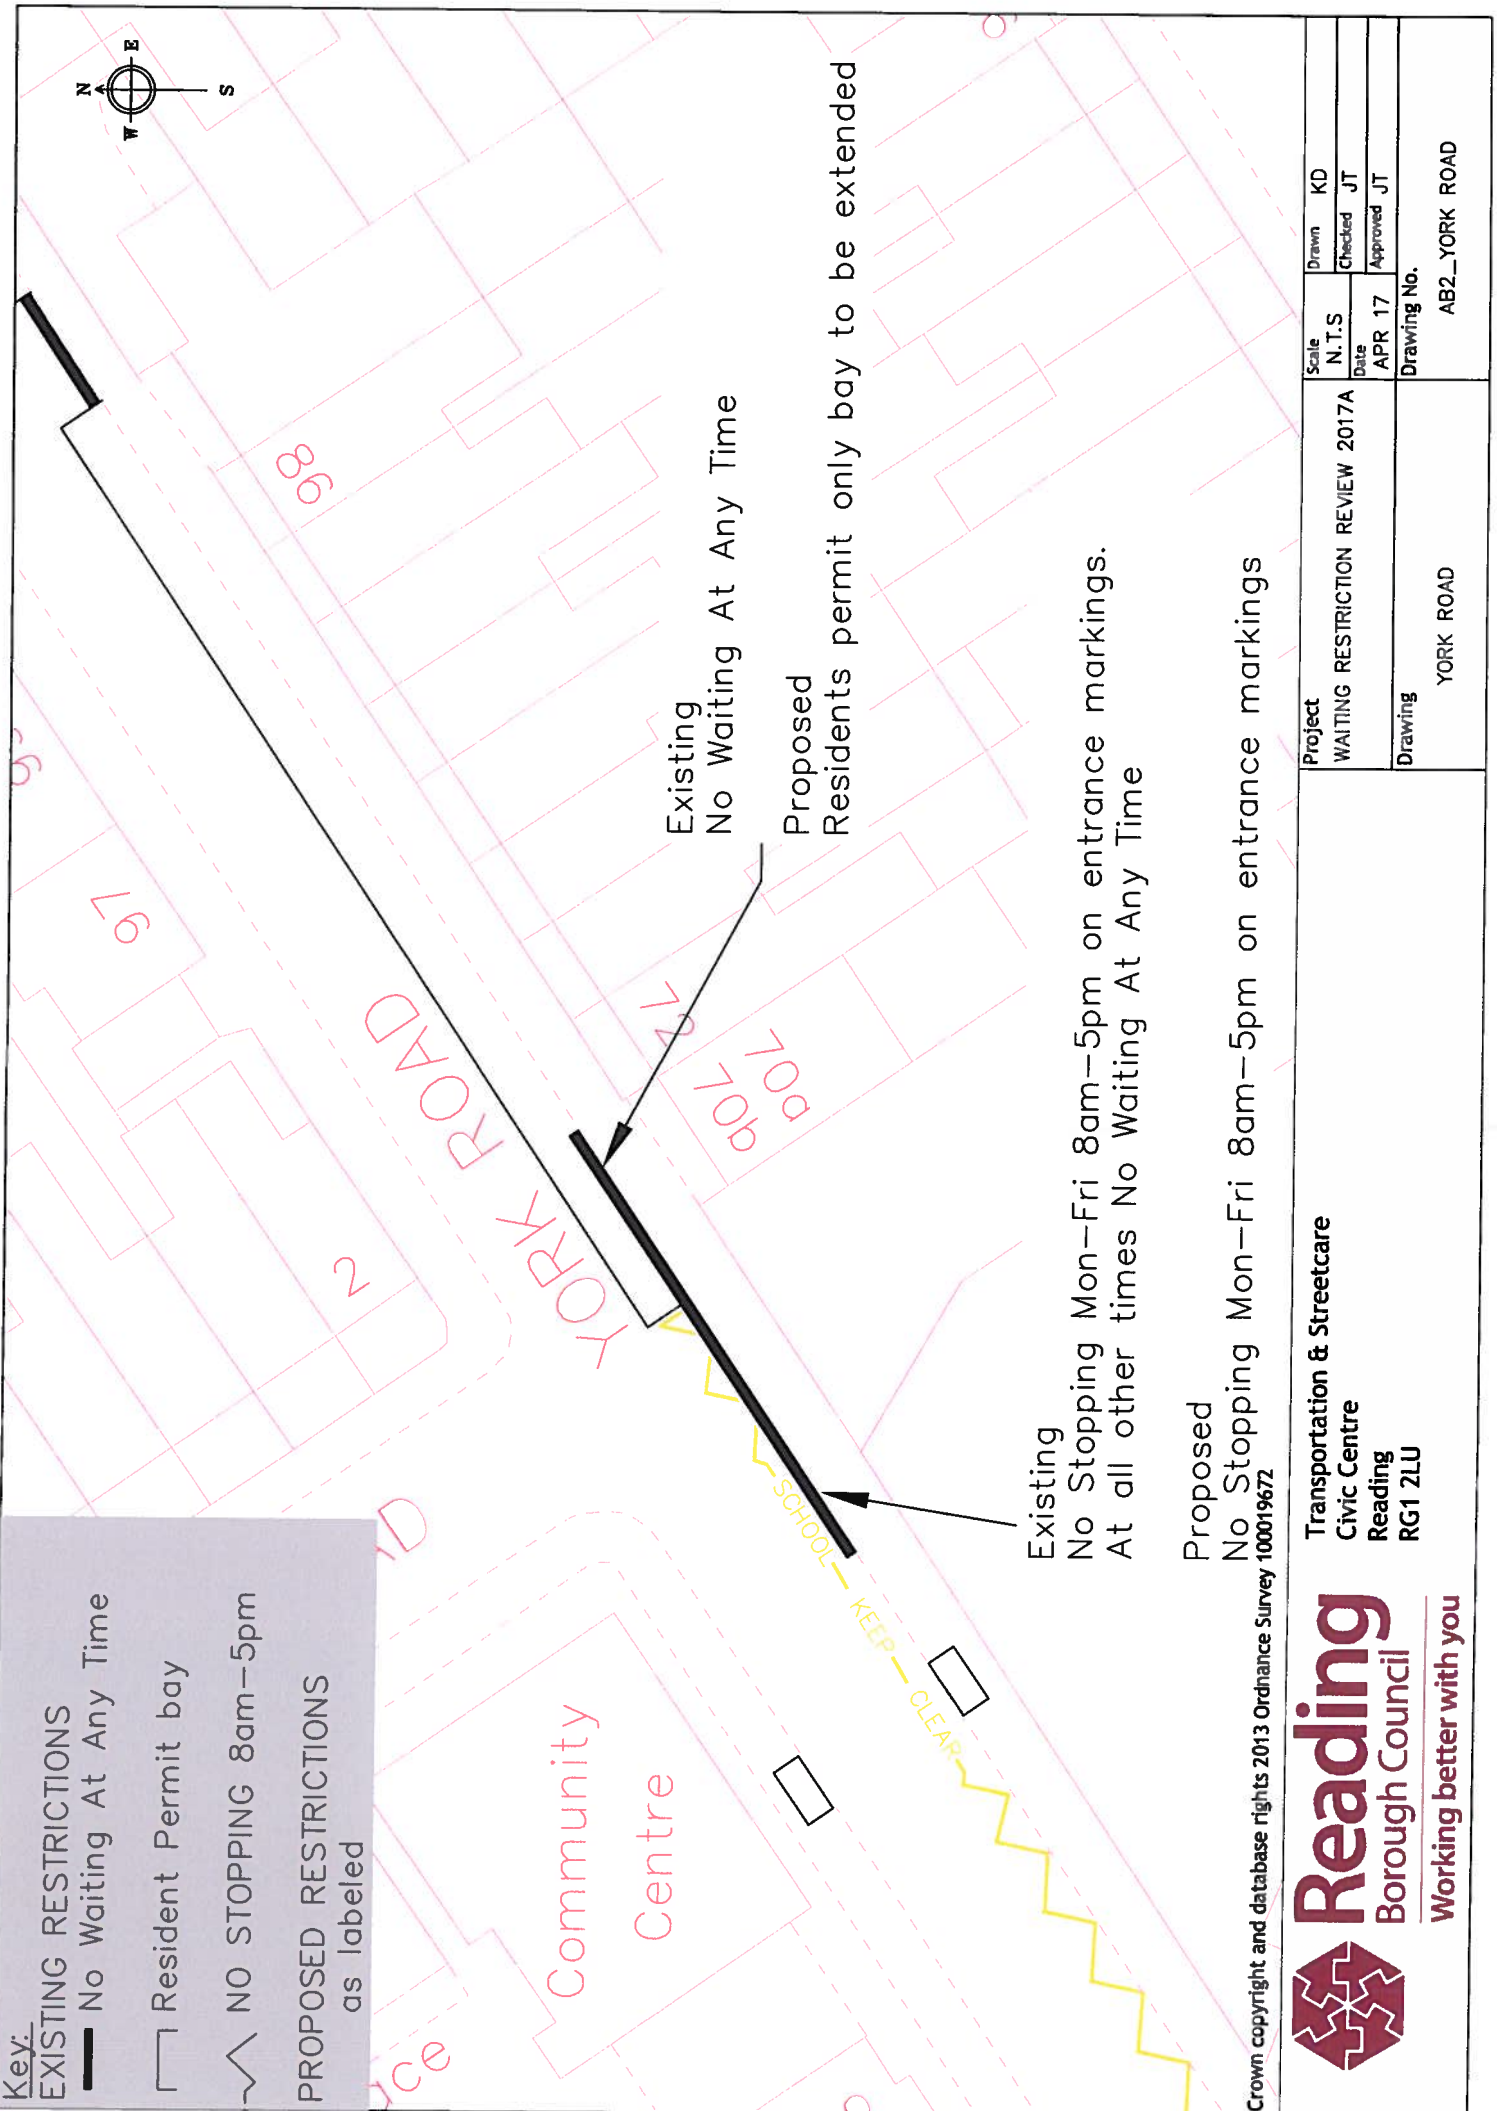 Key:
EXISTING RESTRICTIONS
No Waiting At Any Time
Resident Permit bay
NO STOPPING 8am-5pm
PROPOSED RESTRICTIONS
as labeled
N
W
E
S
97
98
2
YORK ROAD
72
70b
70a
Community
Centre
SCHOOL KEEP CLEAR
Existing
No Waiting At Any Time
Proposed
Residents permit only bay to be extended
Existing
No Stopping Mon-Fri 8am-5pm on entrance markings.
At all other times No Waiting At Any Time
Proposed
No Stopping Mon-Fri 8am-5pm on entrance markings
Crown copyright and database rights 2013 Ordnance Survey 100019672
Reading
Borough Council
Working better with you
Transportation & Streetcare
Civic Centre
Reading
RG1 2LU
Project
WAITING RESTRICTION REVIEW 2017A
Drawing
YORK ROAD
Scale
N.T.S
Date
APR 17
Drawn KD
Checked JT
Approved JT
Drawing No.
AB2_YORK ROAD